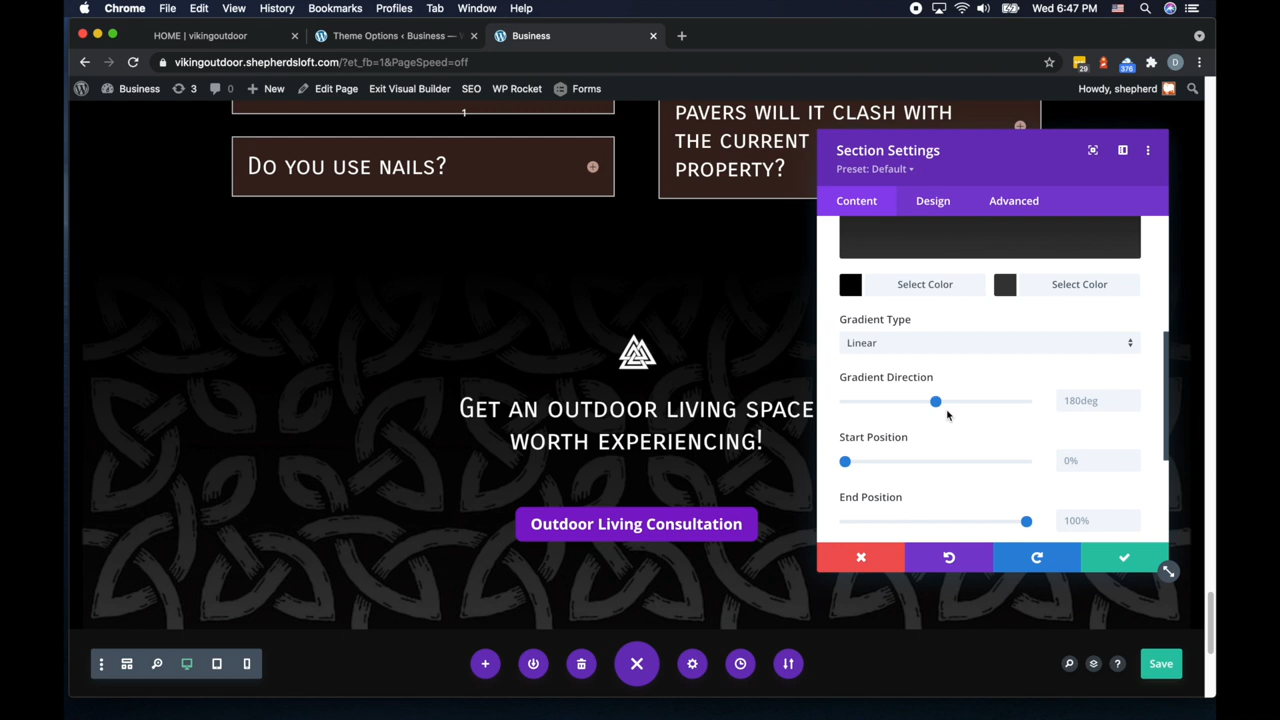 Chrome File Edit View History Bookmarks Profiles Tab Window Help Wed 6:47 PM
HOME | vikingoutdoor Theme Options ‹ Business — Business
vikingoutdoor.shepherdsloft.com/?et_fb=1&PageSpeed=off 29 376 D
Business 3 0 New Edit Page Exit Visual Builder SEO WP Rocket Forms Howdy, shepherd
1
PAVERS WILL IT CLASH WITH
THE CURRENT
PROPERTY?
DO YOU USE NAILS?
Section Settings
Preset: Default
Content Design Advanced
Select Color Select Color
Gradient Type
Linear
Gradient Direction
180deg
Start Position
0%
End Position
100%
GET AN OUTDOOR LIVING SPACE
WORTH EXPERIENCING!
Outdoor Living Consultation
Save